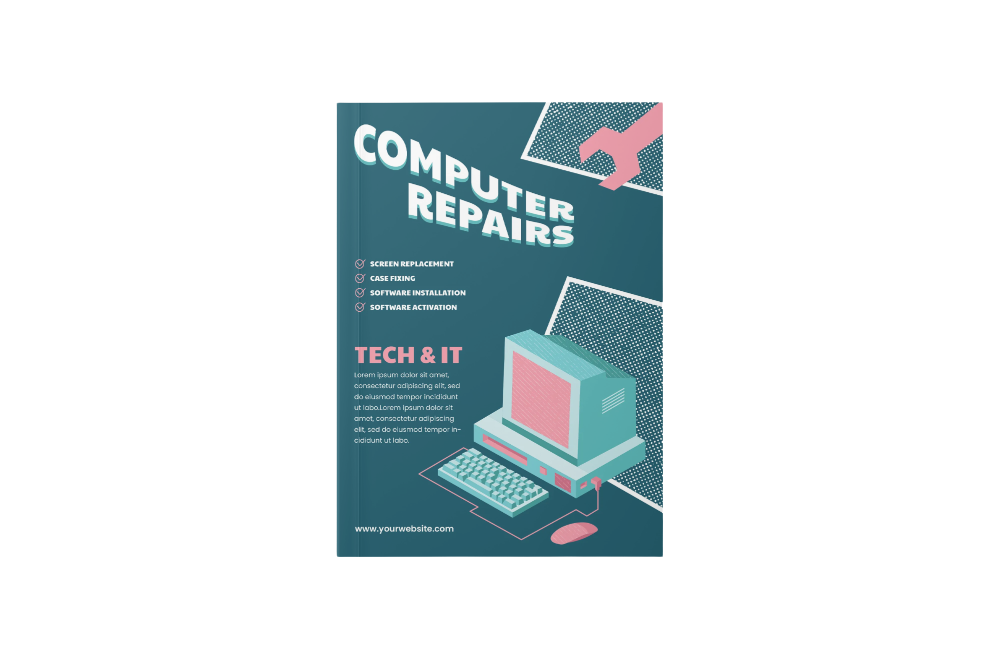 COMPUTER
REPAIRS
SCREEN REPLACEMENT
CASE FIXING
SOFTWARE INSTALLATION
SOFTWARE ACTIVATION
TECH & IT
Lorem ipsum dolor sit amet,
consectetur adipiscing elit, sed
do eiusmod tempor incididunt
ut labo.Lorem ipsum dolor sit
amet, consectetur adipiscing
elit, sed do eiusmod tempor in-
cididunt ut labo.
www.yourwebsite.com